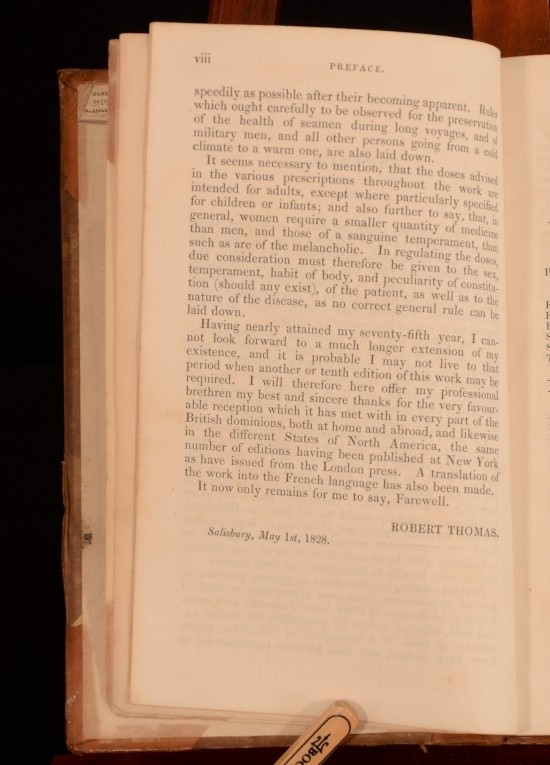 viii
PREFACE.
speedily as possible after their becoming apparent. Rules
which ought carefully to be observed for the preservation
of the health of seamen during long voyages, and of
military men, and all other persons going from a cold
climate to a warm one, are also laid down.
It seems necessary to mention, that the doses advised
in the various prescriptions throughout the work are
intended for adults, except where particularly specified
for children or infants; and also further to say, that, in
general, women require a smaller quantity of medicine
than men, and those of a sanguine temperament, than
such as are of the melancholic. In regulating the doses,
due consideration must therefore be given to the sex,
temperament, habit of body, and peculiarity of constitu-
tion (should any exist), of the patient, as well as to the
nature of the disease, as no correct general rule can be
laid down.
Having nearly attained my seventy-fifth year, I can-
not look forward to a much longer extension of my
existence, and it is probable I may not live to that
period when another or tenth edition of this work may be
required. I will therefore here offer my professional
brethren my best and sincere thanks for the very favour-
able reception which it has met with in every part of the
British dominions, both at home and abroad, and likewise
in the different States of North America, the same
number of editions having been published at New York
as have issued from the London press. A translation of
the work into the French language has also been made.
It now only remains for me to say, Farewell.
ROBERT THOMAS.
Salisbury, May 1st, 1828.